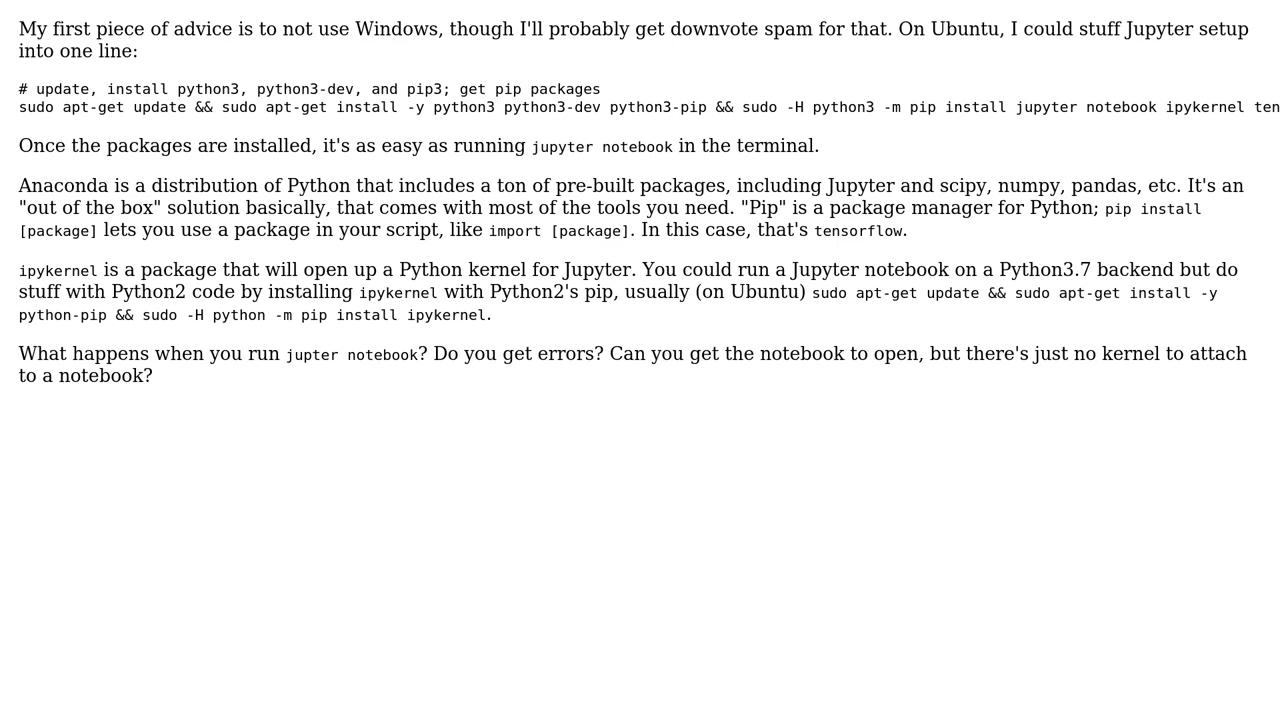 My first piece of advice is to not use Windows, though I'll probably get downvote spam for that. On Ubuntu, I could stuff Jupyter setup
into one line:
# update, install python3, python3-dev, and pip3; get pip packages
sudo apt-get update && sudo apt-get install -y python3 python3-dev python3-pip && sudo -H python3 -m pip install jupyter notebook ipykernel ten
Once the packages are installed, it's as easy as running jupyter notebook in the terminal.
Anaconda is a distribution of Python that includes a ton of pre-built packages, including Jupyter and scipy, numpy, pandas, etc. It's an
"out of the box" solution basically, that comes with most of the tools you need. "Pip" is a package manager for Python; pip install
[package] lets you use a package in your script, like import [package]. In this case, that's tensorflow.
ipykernel is a package that will open up a Python kernel for Jupyter. You could run a Jupyter notebook on a Python3.7 backend but do
stuff with Python2 code by installing ipykernel with Python2's pip, usually (on Ubuntu) sudo apt-get update && sudo apt-get install -y
python-pip && sudo -H python -m pip install ipykernel.
What happens when you run jupter notebook? Do you get errors? Can you get the notebook to open, but there's just no kernel to attach
to a notebook?